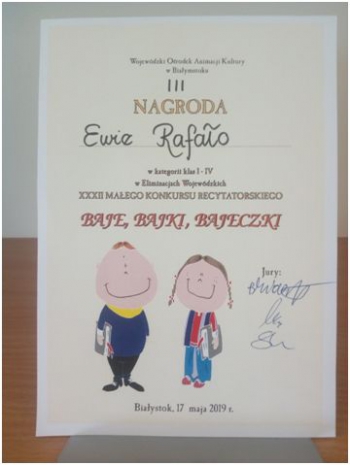 Wojewódzki Ośrodek Animacji Kultury
w Białymstoku
III
NAGRODA
Ewie Rafało
w kategorii klas I - IV
w Eliminacjach Wojewódzkich
XXXII MAŁEGO KONKURSU RECYTATORSKIEGO
BAJE, BAJKI, BAJECZKI
Jury:
Białystok, 17 maja 2019 r.